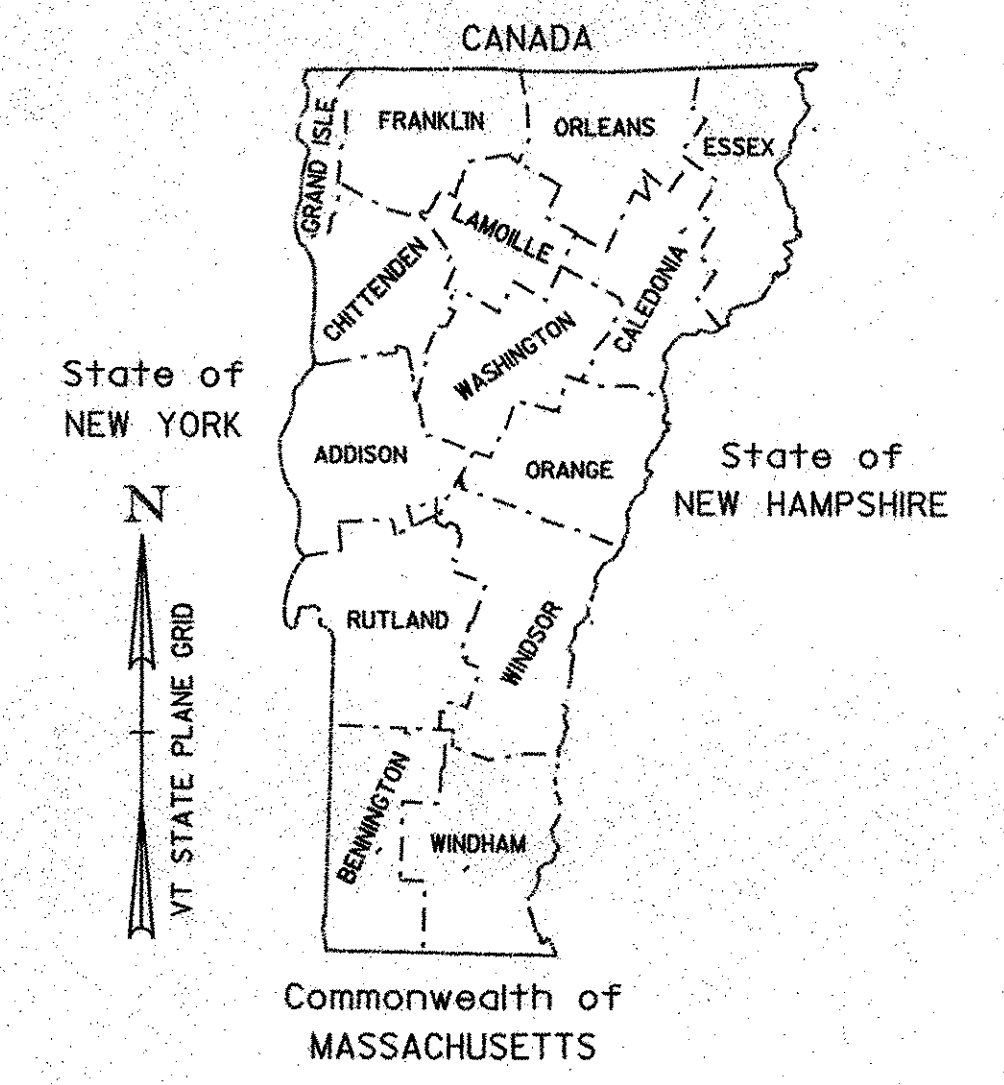 CANADA
GRAND ISLE
FRANKLIN
ORLEANS
ESSEX
LAMOILLE
CHITTENDEN
CALEDONIA
WASHINGTON
State of
NEW YORK
ADDISON
ORANGE
State of
NEW HAMPSHIRE
N
VT STATE PLANE GRID
RUTLAND
WINDSOR
BENNINGTON
WINDHAM
Commonwealth of
MASSACHUSETTS